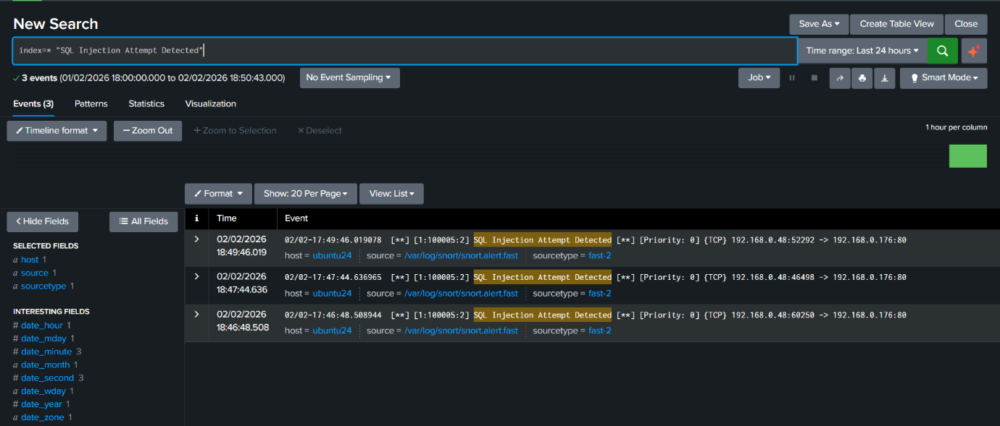 New Search
Save As ▾ Create Table View Close
index=* "SQL Injection Attempt Detected"
Time range: Last 24 hours ▾
✓ 3 events (01/02/2026 18:00:00.000 to 02/02/2026 18:50:43.000)
No Event Sampling ▾
Job ▾
Smart Mode ▾
Events (3) Patterns Statistics Visualization
Timeline format ▾ — Zoom Out + Zoom to Selection × Deselect
1 hour per column
Format ▾ Show: 20 Per Page ▾ View: List ▾
< Hide Fields All Fields
SELECTED FIELDS
a host 1
a source 1
a sourcetype 1
INTERESTING FIELDS
# date_hour 1
# date_mday 1
# date_minute 3
a date_month 1
# date_second 3
a date_wday 1
# date_year 1
a date_zone 1
i Time Event
> 02/02/2026 18:49:46.019
02/02-17:49:46.019078 [**] [1:100005:2] SQL Injection Attempt Detected [**] [Priority: 0] {TCP} 192.168.0.48:52292 -> 192.168.0.176:80
host = ubuntu24 source = /var/log/snort/snort.alert.fast sourcetype = fast-2
> 02/02/2026 18:47:44.636
02/02-17:47:44.636965 [**] [1:100005:2] SQL Injection Attempt Detected [**] [Priority: 0] {TCP} 192.168.0.48:46498 -> 192.168.0.176:80
host = ubuntu24 source = /var/log/snort/snort.alert.fast sourcetype = fast-2
> 02/02/2026 18:46:48.508
02/02-17:46:48.508944 [**] [1:100005:2] SQL Injection Attempt Detected [**] [Priority: 0] {TCP} 192.168.0.48:60250 -> 192.168.0.176:80
host = ubuntu24 source = /var/log/snort/snort.alert.fast sourcetype = fast-2